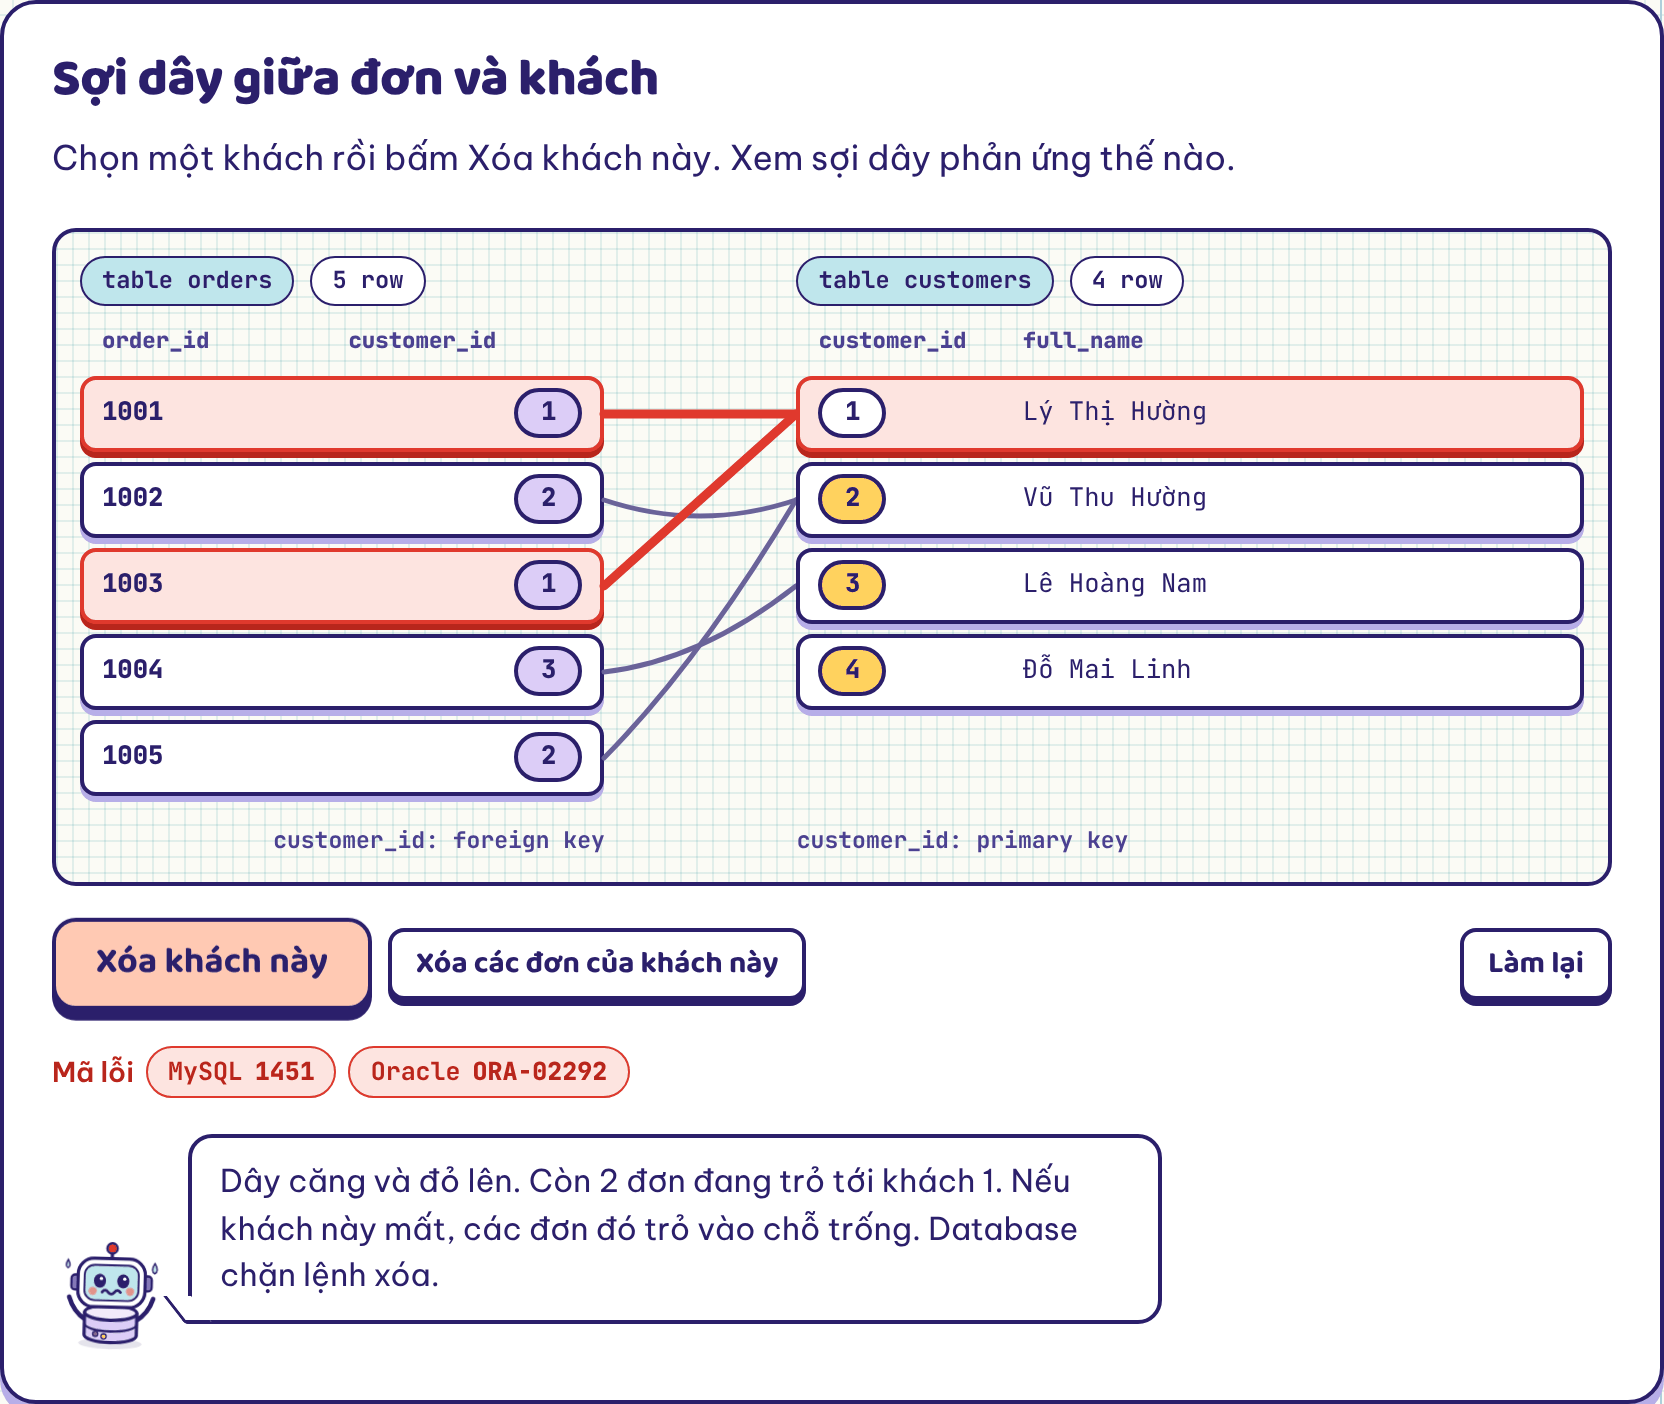 Sợi dây giữa đơn và khách
Chọn một khách rồi bấm Xóa khách này. Xem sợi dây phản ứng thế nào.
table orders 5 row
order_id customer_id
1001 1
1002 2
1003 1
1004 3
1005 2
customer_id: foreign key
table customers 4 row
customer_id full_name
1 Lý Thị Hường
2 Vũ Thu Hường
3 Lê Hoàng Nam
4 Đỗ Mai Linh
customer_id: primary key
Xóa khách này Xóa các đơn của khách này Làm lại
Mã lỗi MySQL 1451 Oracle ORA-02292
Dây căng và đỏ lên. Còn 2 đơn đang trỏ tới khách 1. Nếu
khách này mất, các đơn đó trỏ vào chỗ trống. Database
chặn lệnh xóa.